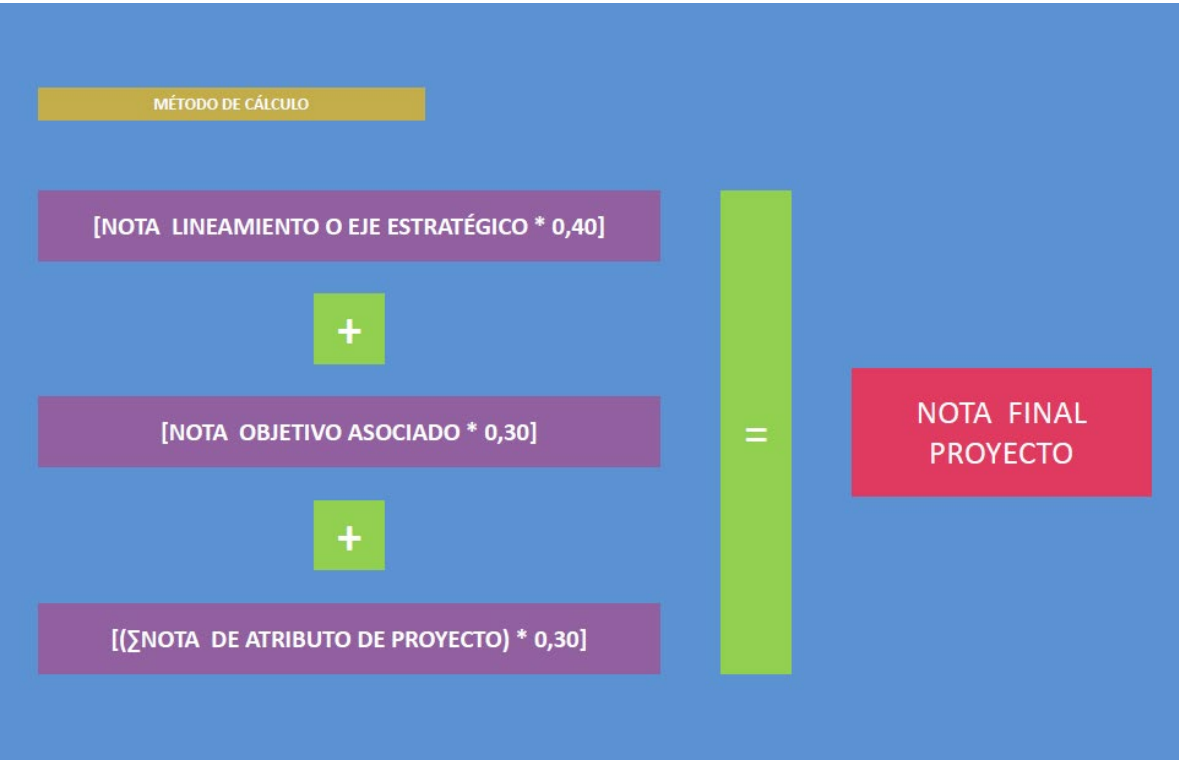 MÉTODO DE CÁLCULO
[NOTA LINEAMIENTO O EJE ESTRATÉGICO * 0,40]
+
[NOTA OBJETIVO ASOCIADO * 0,30]
+
[(∑NOTA DE ATRIBUTO DE PROYECTO) * 0,30]
=
NOTA FINAL
PROYECTO